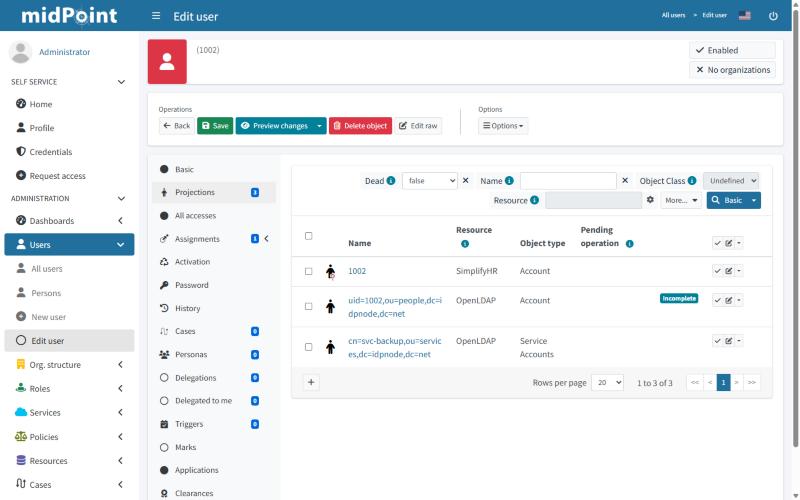 midPoint
Edit user
All users > Edit user
Administrator
(1002)
Enabled
No organizations
SELF SERVICE
Home
Profile
Credentials
Request access
ADMINISTRATION
Dashboards
Users
All users
Persons
New user
Edit user
Org. structure
Roles
Services
Policies
Resources
Cases
Operations
Back
Save
Preview changes
Delete object
Edit raw
Options
Options
Basic
Projections 3
All accesses
Assignments 1
Activation
Password
History
Cases 0
Personas 0
Delegations 0
Delegated to me 0
Triggers 0
Marks
Applications
Clearances
Dead false
Name
Object Class Undefined
Resource
More...
Basic
Name Resource Object type Pending operation
1002 SimplifyHR Account
uid=1002,ou=people,dc=i
dpnode,dc=net
OpenLDAP Account Incomplete
cn=svc-backup,ou=servic
es,dc=idpnode,dc=net
OpenLDAP Service
Accounts
Rows per page 20 1 to 3 of 3 << < 1 > >>